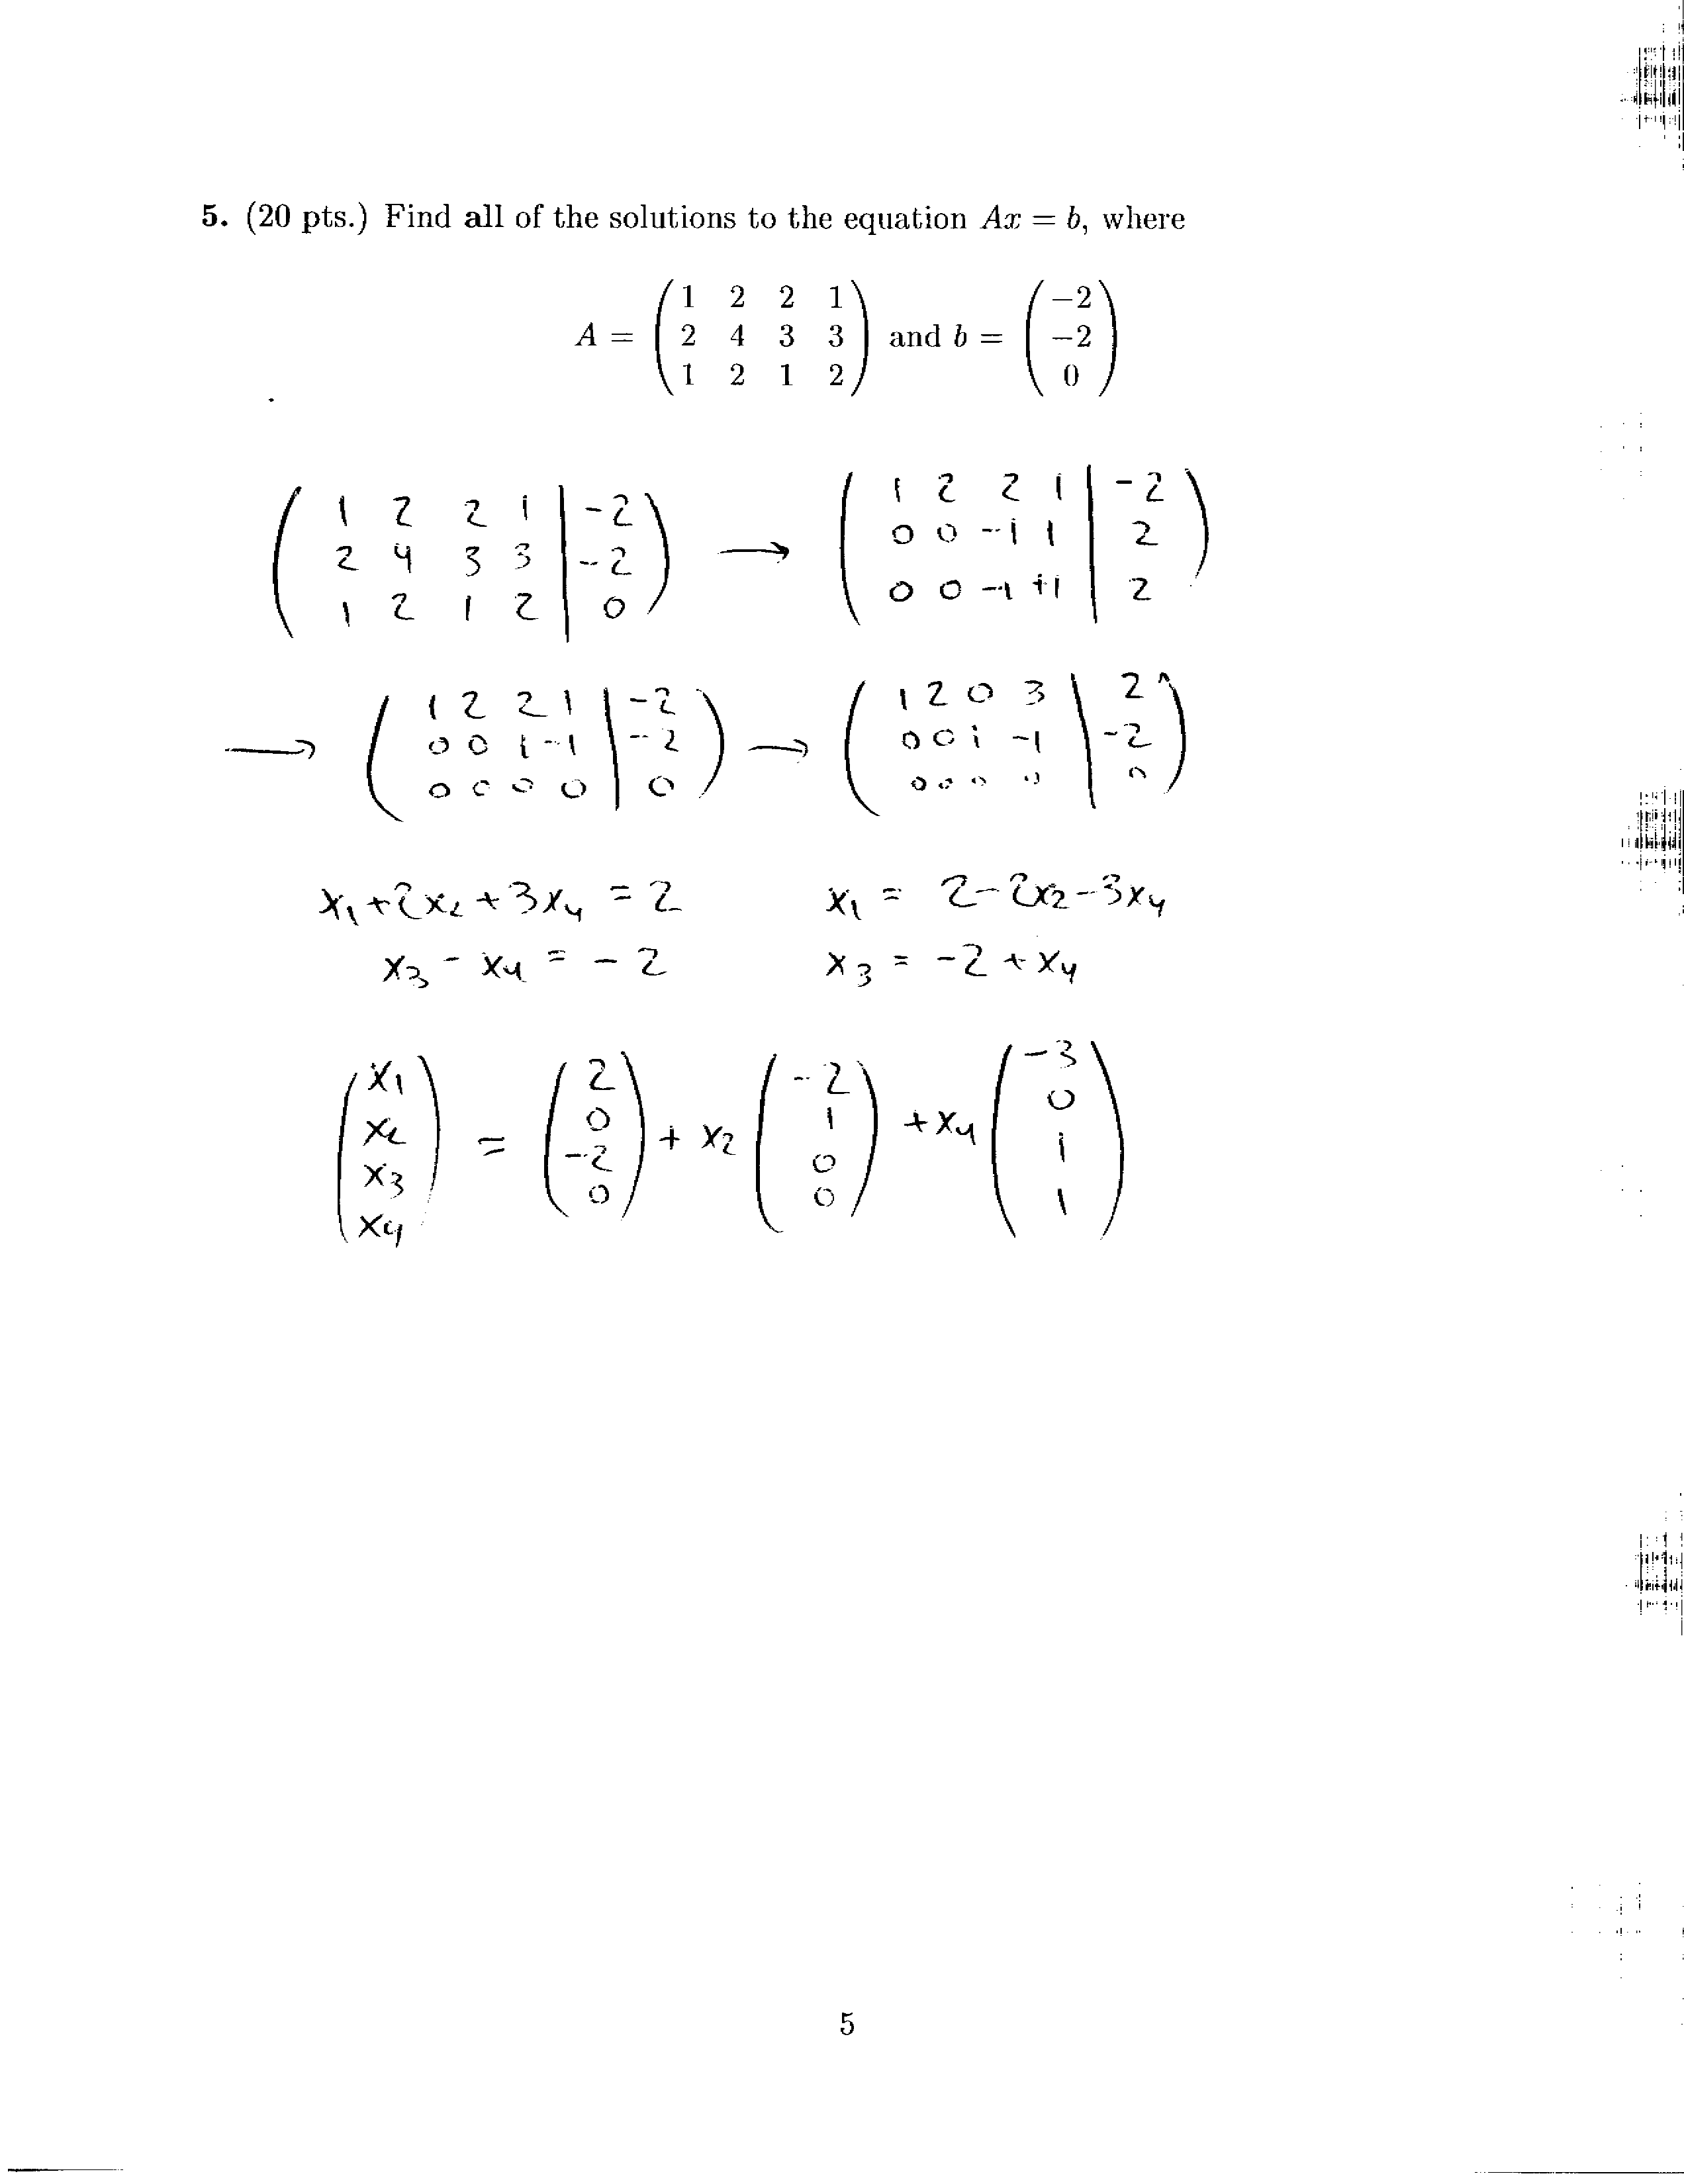 5. (20 pts.) Find all of the solutions to the equation Ax = b, where
A = ( 1 2 2 1 ; 2 4 3 3 ; 1 2 1 2 ) and b = ( −2 ; −2 ; 0 )
( 1 2 2 1 | -2 ; 2 4 3 3 | -2 ; 1 2 1 2 | 0 ) → ( 1 2 2 1 | -2 ; 0 0 -1 1 | 2 ; 0 0 -1 +1 | 2 )
→ ( 1 2 2 1 | -2 ; 0 0 1 -1 | -2 ; 0 0 0 0 | 0 ) → ( 1 2 0 3 | 2 ; 0 0 1 -1 | -2 ; 0 0 0 0 | 0 )
x₁ + 2x₂ + 3x₄ = 2 x₁ = 2 - 2x₂ - 3x₄
x₃ - x₄ = -2 x₃ = -2 + x₄
( x₁ ; x₂ ; x₃ ; x₄ ) = ( 2 ; 0 ; -2 ; 0 ) + x₂ ( -2 ; 1 ; 0 ; 0 ) + x₄ ( -3 ; 0 ; 1 ; 1 )
5